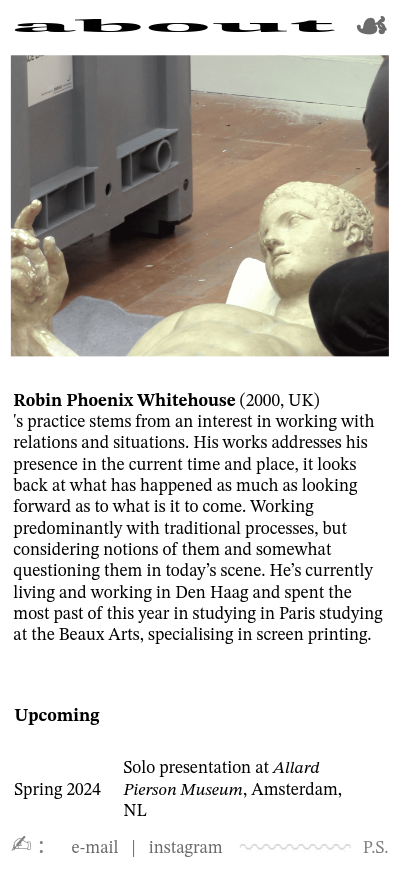 about
Robin Phoenix Whitehouse (2000, UK)
's practice stems from an interest in working with
relations and situations. His works addresses his
presence in the current time and place, it looks
back at what has happened as much as looking
forward as to what is it to come. Working
predominantly with traditional processes, but
considering notions of them and somewhat
questioning them in today’s scene. He’s currently
living and working in Den Haag and spent the
most past of this year in studying in Paris studying
at the Beaux Arts, specialising in screen printing.
Upcoming
Solo presentation at Allard
Spring 2024 Pierson Museum, Amsterdam,
NL
✍ : e-mail | instagram P.S.